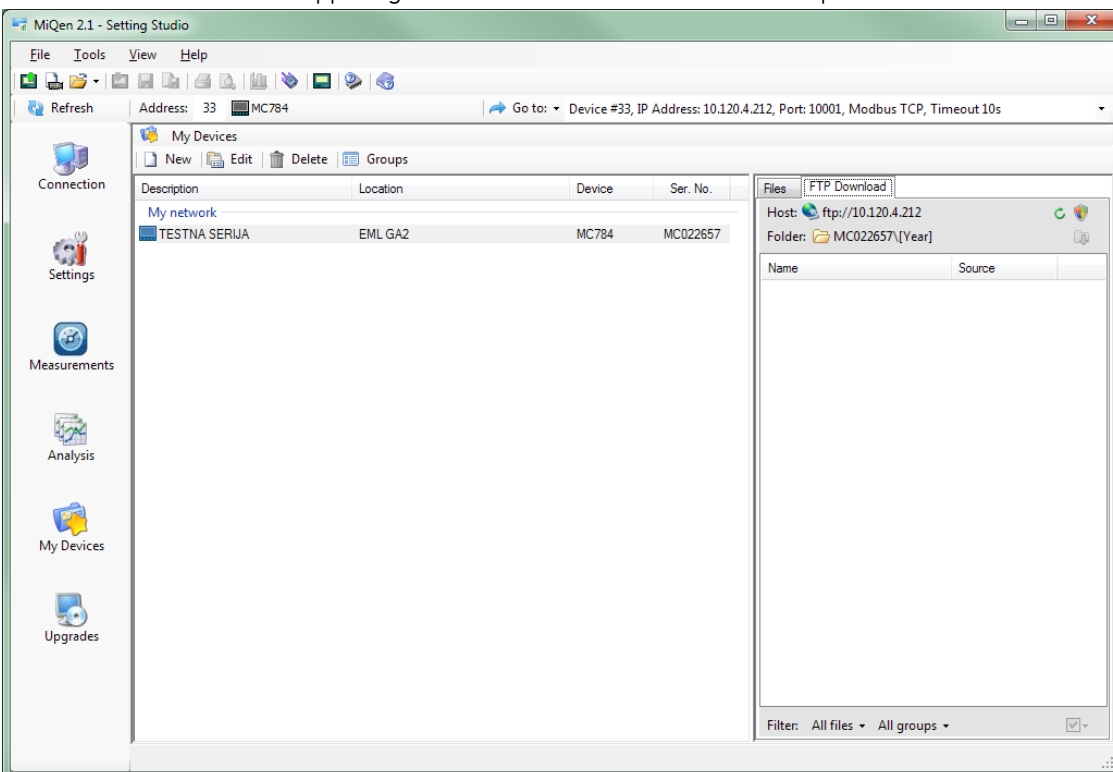 MiQen 2.1 - Setting Studio
File Tools View Help
Refresh Address: 33 MC784 Go to: Device #33, IP Address: 10.120.4.212, Port: 10001, Modbus TCP, Timeout 10s
My Devices
New Edit Delete Groups
Connection
Settings
Measurements
Analysis
My Devices
Upgrades
Description Location Device Ser. No.
My network
TESTNA SERIJA EML GA2 MC784 MC022657
Files FTP Download
Host: ftp://10.120.4.212
Folder: MC022657\[Year]
Name Source
Filter: All files All groups